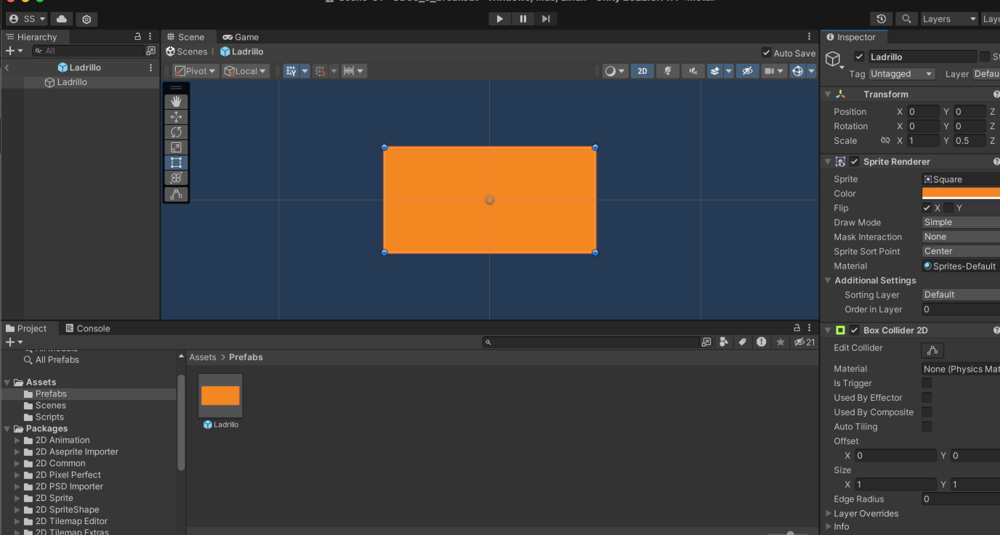 SS
Layers
Hierarchy
All
Ladrillo
Ladrillo
Scene
Game
Scenes | Ladrillo
Auto Save
Pivot
Local
2D
Inspector
Ladrillo
Tag Untagged Layer
Transform
Position X 0 Y 0 Z
Rotation X 0 Y 0 Z
Scale X 1 Y 0.5 Z
Sprite Renderer
Sprite Square
Color
Flip X Y
Draw Mode Simple
Mask Interaction None
Sprite Sort Point Center
Material Sprites-Default
Additional Settings
Sorting Layer Default
Order in Layer 0
Box Collider 2D
Edit Collider
Material None (Physics Mat
Is Trigger
Used By Effector
Used By Composite
Auto Tiling
Offset
X 0 Y 0
Size
X 1 Y 1
Edge Radius 0
Layer Overrides
Info
Project
Console
21
All Models
All Prefabs
Assets
Prefabs
Scenes
Scripts
Packages
2D Animation
2D Aseprite Importer
2D Common
2D Pixel Perfect
2D PSD Importer
2D Sprite
2D SpriteShape
2D Tilemap Editor
2D Tilemap Extras
Assets > Prefabs
Ladrillo